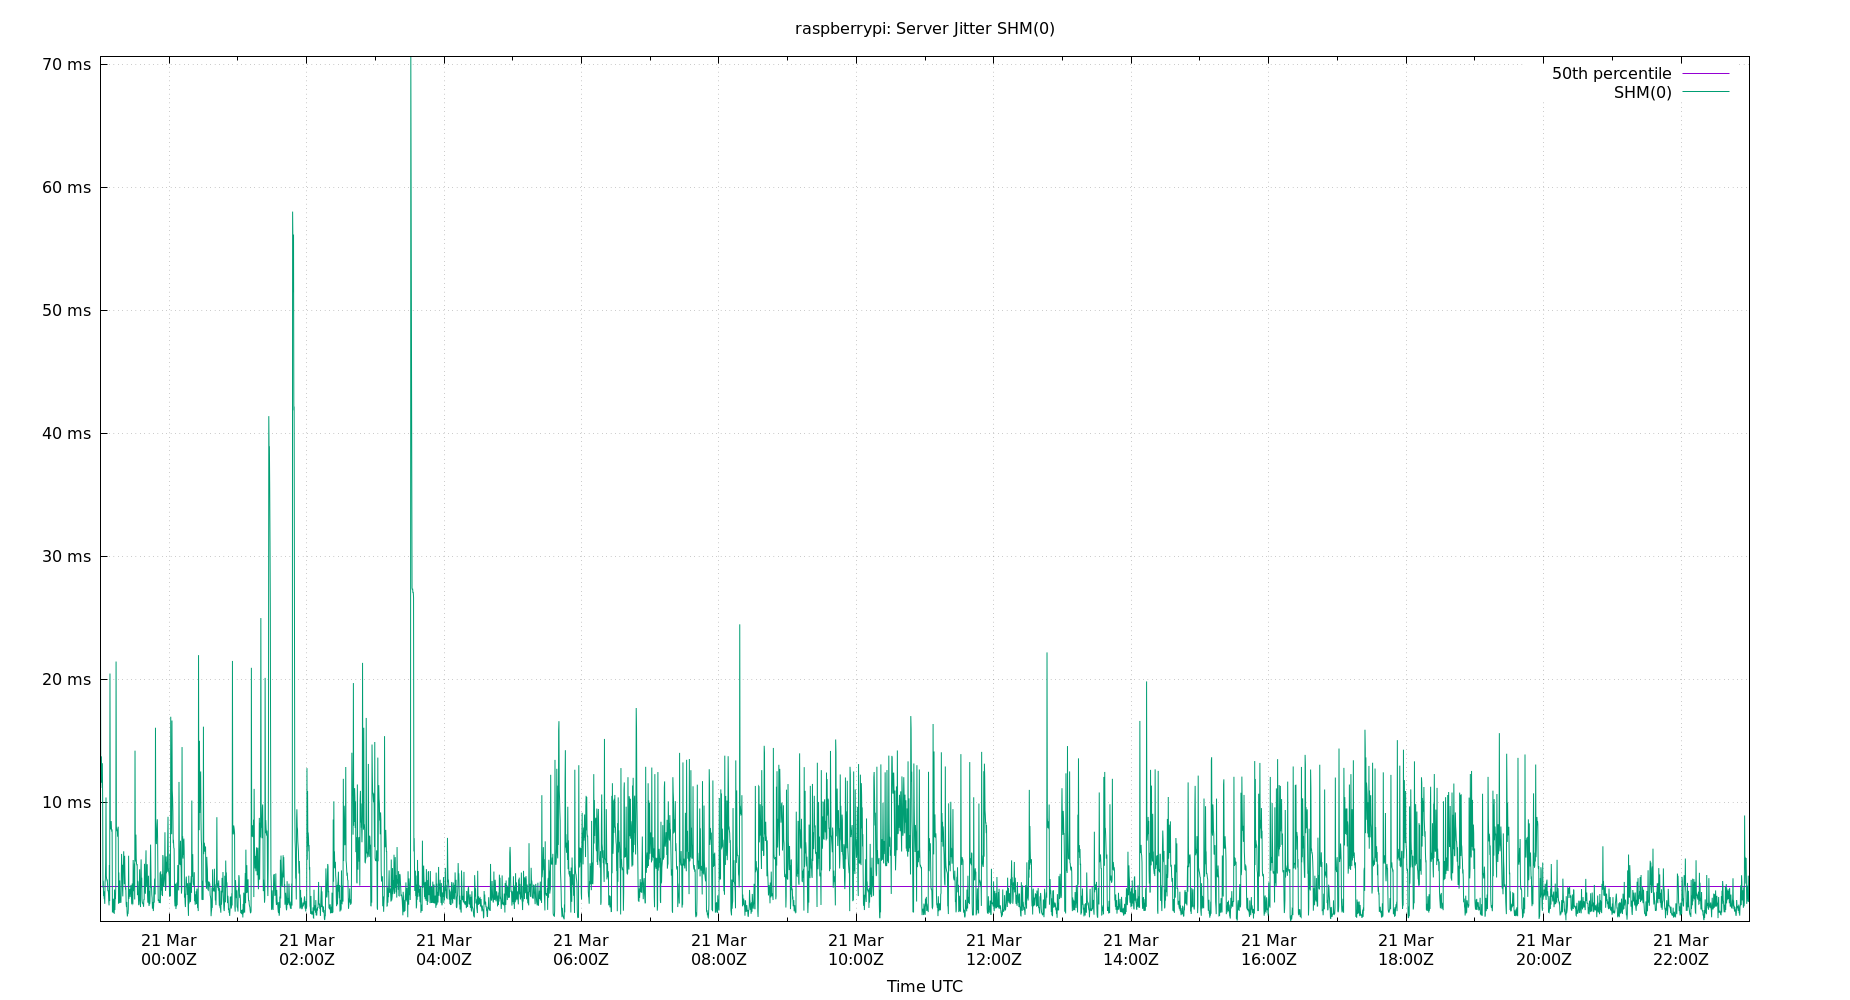 raspberrypi: Server Jitter SHM(0)
70 ms
60 ms
50 ms
40 ms
30 ms
20 ms
10 ms
50th percentile
SHM(0)
21 Mar 21 Mar 21 Mar 21 Mar 21 Mar 21 Mar 21 Mar 21 Mar 21 Mar 21 Mar 21 Mar 21 Mar
00:00Z 02:00Z 04:00Z 06:00Z 08:00Z 10:00Z 12:00Z 14:00Z 16:00Z 18:00Z 20:00Z 22:00Z
Time UTC